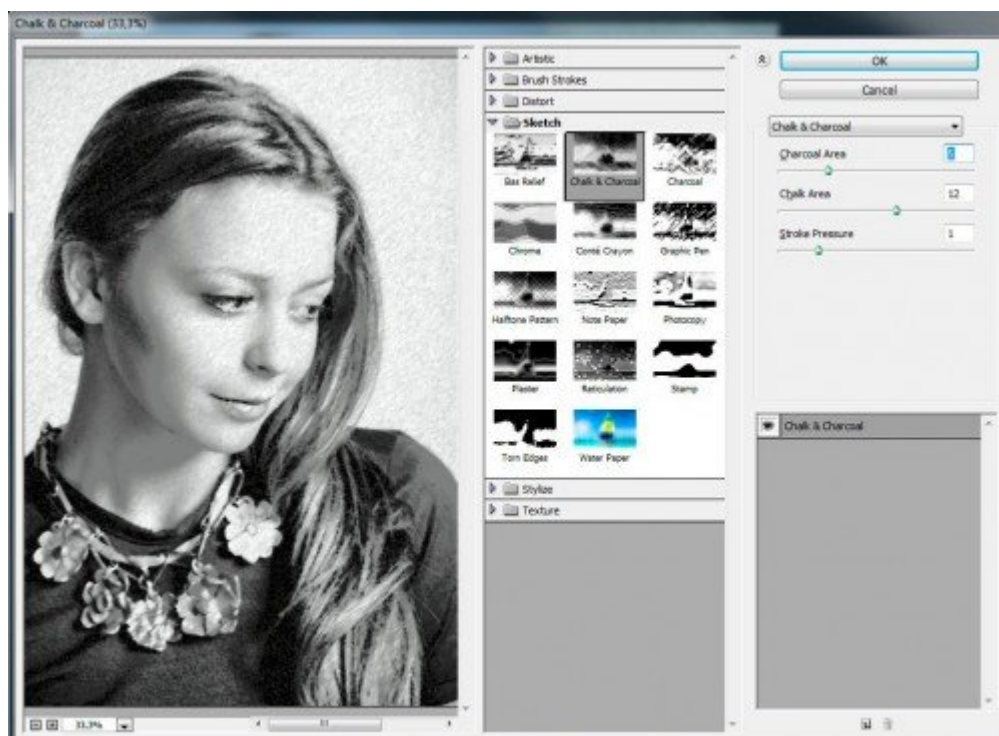 Chalk & Charcoal (33,3%)
Artistic
Brush Strokes
Distort
Sketch
Bas Relief
Chalk & Charcoal
Charcoal
Chrome
Conté Crayon
Graphic Pen
Halftone Pattern
Note Paper
Photocopy
Plaster
Reticulation
Stamp
Torn Edges
Water Paper
Stylize
Texture
33,3%
OK
Cancel
Chalk & Charcoal
Charcoal Area
Chalk Area 12
Stroke Pressure 1
Chalk & Charcoal